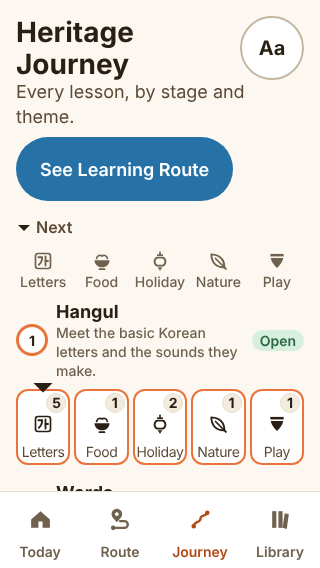 Heritage
Journey
Aa
Every lesson, by stage and
theme.
See Learning Route
Next
가
Letters
Food
Holiday
Nature
Play
Hangul
1
Meet the basic Korean
letters and the sounds they
make.
Open
5
1
2
1
1
가
Letters
Food
Holiday
Nature
Play
Words
Today
Route
Journey
Library